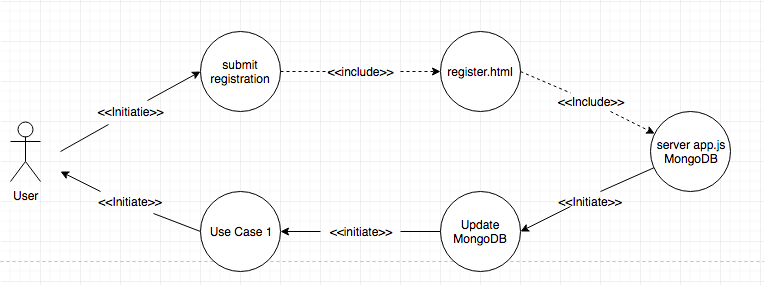 submit
registration
<<include>>
register.html
<<Initiatie>>
<<Include>>
server app.js
MongoDB
User
<<Initiate>>
<<Initiate>>
Use Case 1
<<initiate>>
Update
MongoDB